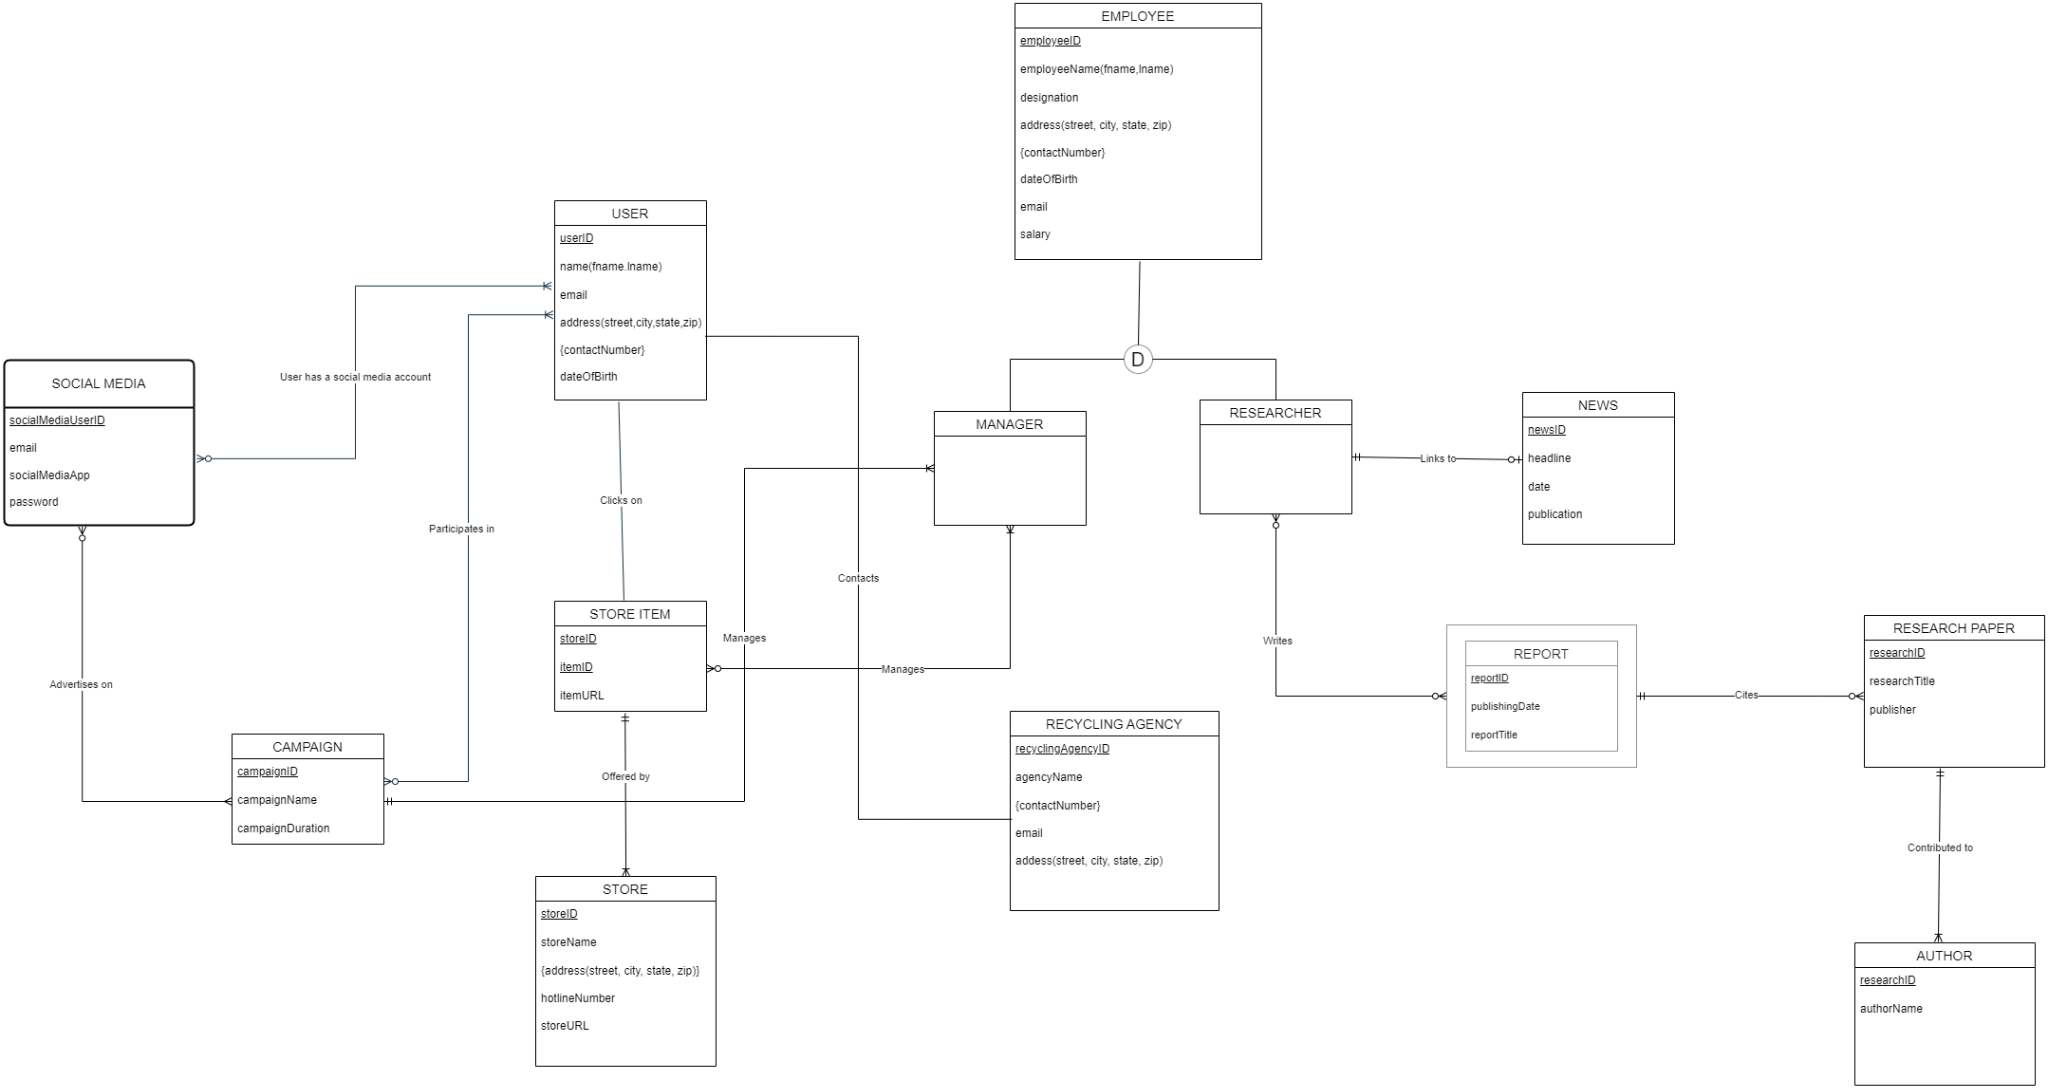 EMPLOYEE
employeeID
employeeName(fname,lname)
designation
address(street, city, state, zip)
{contactNumber}
dateOfBirth
email
salary
USER
userID
name(fname.lname)
email
address(street,city,state,zip)
{contactNumber}
dateOfBirth
D
SOCIAL MEDIA
socialMediaUserID
email
socialMediaApp
password
User has a social media account
MANAGER
RESEARCHER
NEWS
newsID
headline
date
publication
Links to
Clicks on
Participates in
Contacts
STORE ITEM
storeID
itemID
itemURL
Manages
Manages
Writes
REPORT
reportID
publishingDate
reportTitle
Cites
RESEARCH PAPER
researchID
researchTitle
publisher
Advertises on
CAMPAIGN
campaignID
campaignName
campaignDuration
Offered by
RECYCLING AGENCY
recyclingAgencyID
agencyName
{contactNumber}
email
addess(street, city, state, zip)
Contributed to
STORE
storeID
storeName
{address(street, city, state, zip)}
hotlineNumber
storeURL
AUTHOR
researchID
authorName